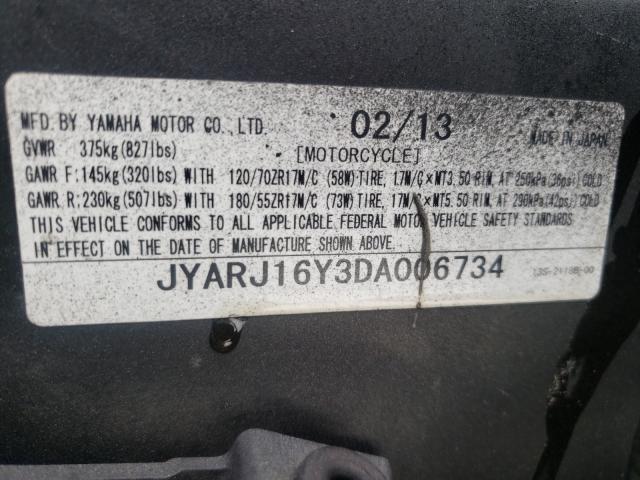 MFD. BY YAMAHA MOTOR CO., LTD. 02/13 MADE IN JAPAN
GVWR 375kg(827lbs) [MOTORCYCLE]
GAWR F:145kg(320lbs) WITH 120/70ZR17M/C (58W)TIRE, 17M/C×MT3.50 RIM, AT 250kPa(36psi) COLD
GAWR R:230kg(507lbs) WITH 180/55ZR17M/C (73W)TIRE, 17M/C×MT5.50 RIM, AT 290kPa(42psi) COLD
THIS VEHICLE CONFORMS TO ALL APPLICABLE FEDERAL MOTOR VEHICLE SAFETY STANDARDS
IN EFFECT ON THE DATE OF MANUFACTURE SHOWN ABOVE.
JYARJ16Y3DA006734